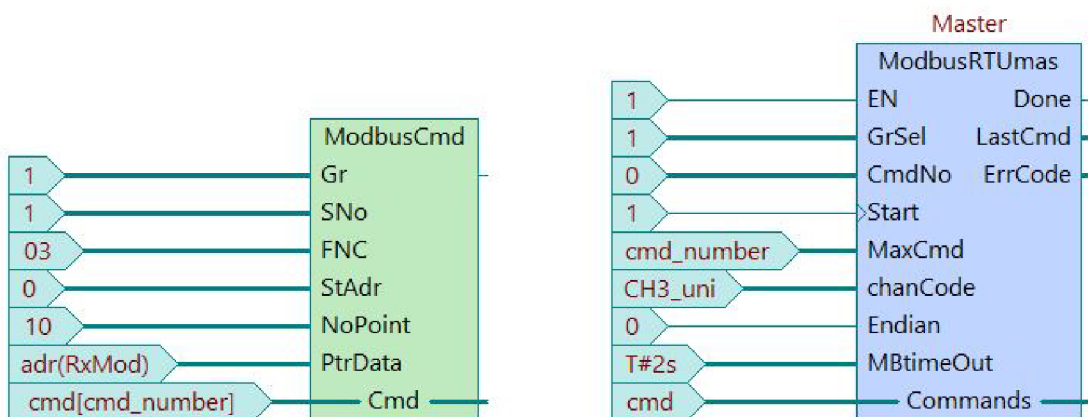 Master
ModbusCmd
1 Gr
1 SNo
03 FNC
0 StAdr
10 NoPoint
adr(RxMod) PtrData
cmd[cmd_number] Cmd
ModbusRTUmas
1 EN Done
1 GrSel LastCmd
0 CmdNo ErrCode
1 Start
cmd_number MaxCmd
CH3_uni chanCode
0 Endian
T#2s MBtimeOut
cmd Commands